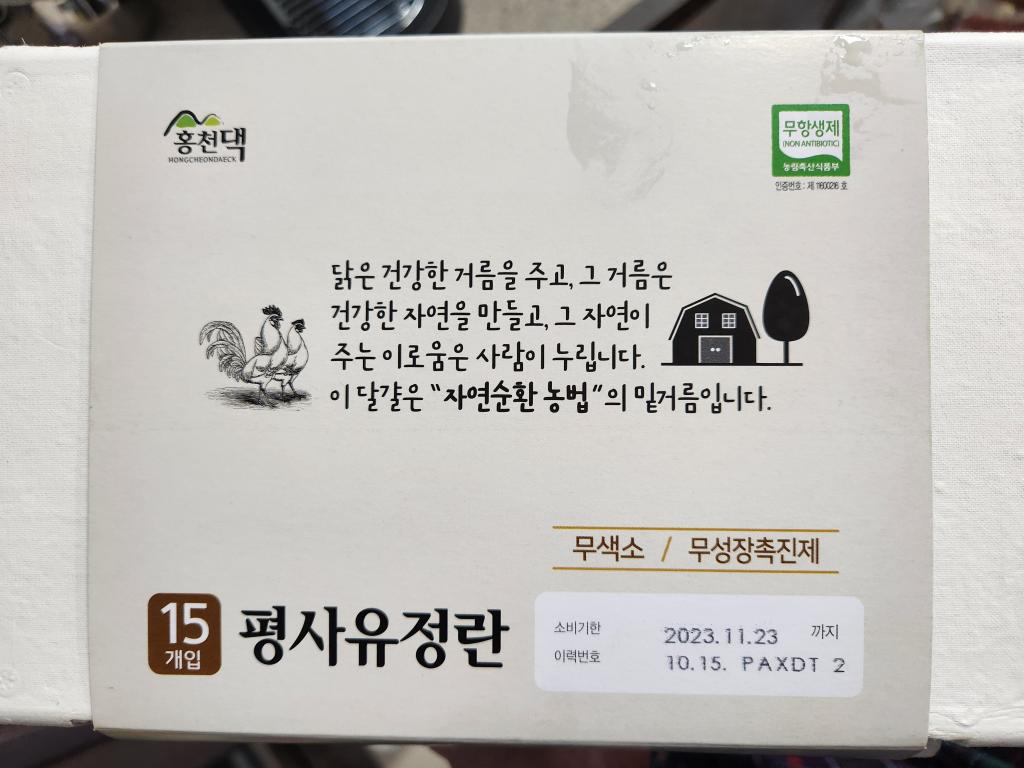 홍천댁
HONGCHEONDAECK
무항생제
(NON ANTIBIOTIC)
농림축산식품부
인증번호 : 제 11600216 호
닭은 건강한 거름을 주고, 그 거름은
건강한 자연을 만들고, 그 자연이
주는 이로움은 사람이 누립니다.
이 달걀은 "자연순환 농법"의 밑거름입니다.
무색소 / 무성장촉진제
15
개입
평사유정란
소비기한 2023.11.23 까지
이력번호 10.15. PAXDT 2